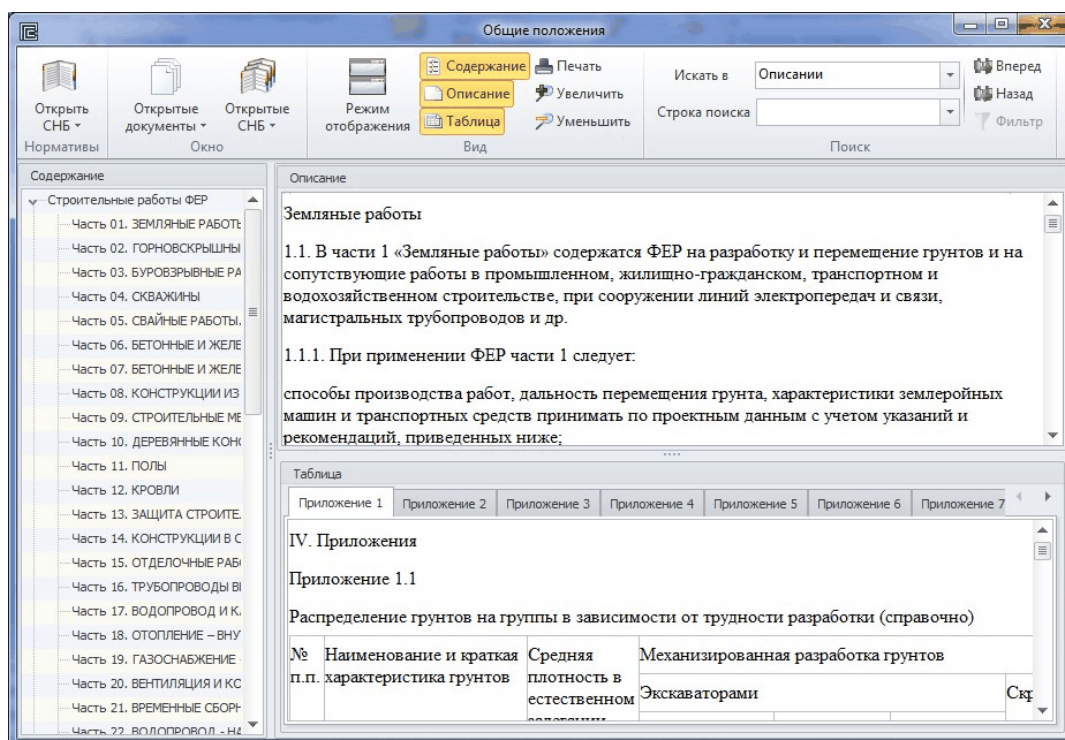 Общие положения
Содержание
Печать
Искать в
Описании
Вперед
Описание
Увеличить
Назад
Открыть
СНБ
Открытые
документы
Открытые
СНБ
Режим
отображения
Таблица
Уменьшить
Строка поиска
Фильтр
Нормативы
Окно
Вид
Поиск
Содержание
Строительные работы ФЕР
Часть 01. ЗЕМЛЯНЫЕ РАБОТЫ
Часть 02. ГОРНОВСКРЫШНЫ
Часть 03. БУРОВЗРЫВНЫЕ РА
Часть 04. СКВАЖИНЫ
Часть 05. СВАЙНЫЕ РАБОТЫ.
Часть 06. БЕТОННЫЕ И ЖЕЛЕ
Часть 07. БЕТОННЫЕ И ЖЕЛЕ
Часть 08. КОНСТРУКЦИИ ИЗ
Часть 09. СТРОИТЕЛЬНЫЕ МЕ
Часть 10. ДЕРЕВЯННЫЕ КОН
Часть 11. ПОЛЫ
Часть 12. КРОВЛИ
Часть 13. ЗАЩИТА СТРОИТЕ
Часть 14. КОНСТРУКЦИИ В С
Часть 15. ОТДЕЛОЧНЫЕ РАБ
Часть 16. ТРУБОПРОВОДЫ В
Часть 17. ВОДОПРОВОД И К
Часть 18. ОТОПЛЕНИЕ – ВНУ
Часть 19. ГАЗОСНАБЖЕНИЕ
Часть 20. ВЕНТИЛЯЦИЯ И КО
Часть 21. ВРЕМЕННЫЕ СБОР
Часть 22. ВОДОПРОВОД - НА
Описание
Земляные работы
1.1. В части 1 «Земляные работы» содержатся ФЕР на разработку и перемещение грунтов и на
сопутствующие работы в промышленном, жилищно-гражданском, транспортном и
водохозяйственном строительстве, при сооружении линий электропередач и связи,
магистральных трубопроводов и др.
1.1.1. При применении ФЕР части 1 следует:
способы производства работ, дальность перемещения грунта, характеристики землеройных
машин и транспортных средств принимать по проектным данным с учетом указаний и
рекомендаций, приведенных ниже;
Таблица
Приложение 1 Приложение 2 Приложение 3 Приложение 4 Приложение 5 Приложение 6 Приложение 7
IV. Приложения
Приложение 1.1
Распределение грунтов на группы в зависимости от трудности разработки (справочно)
№
п.п.
Наименование и краткая
характеристика грунтов
Средняя
плотность в
естественном
залегании
Механизированная разработка грунтов
Экскаваторами
Скр